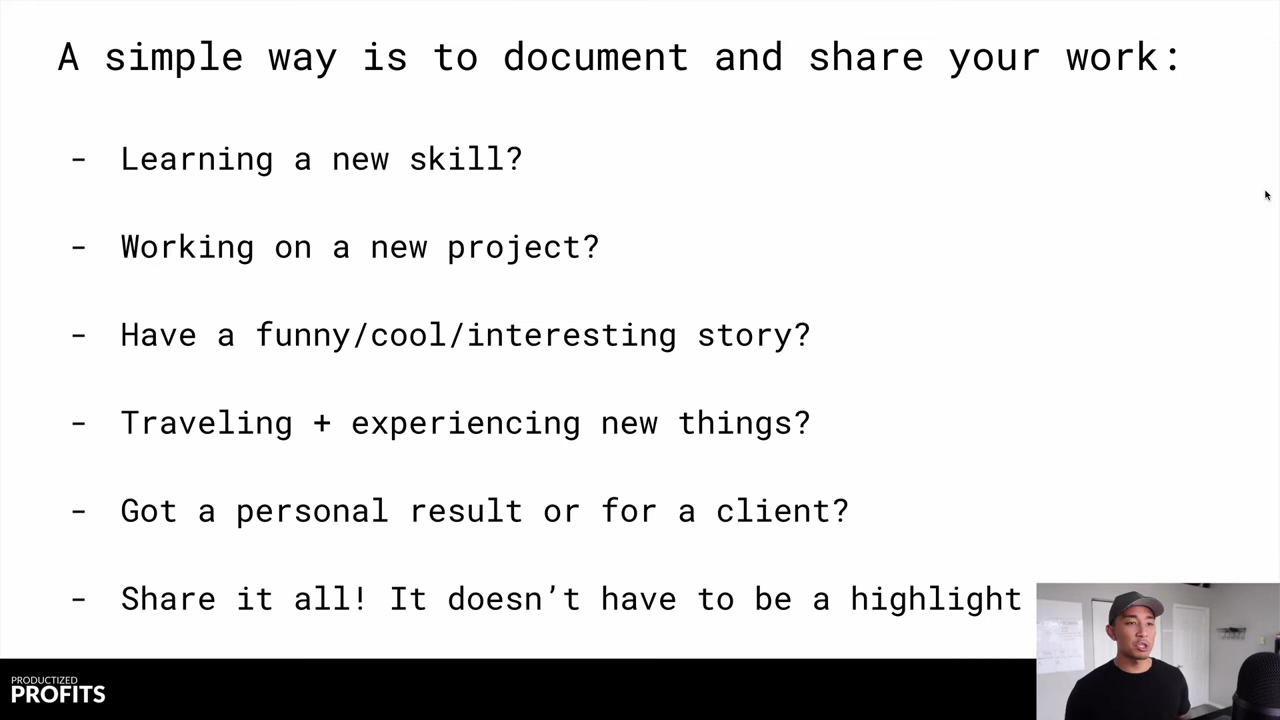 A simple way is to document and share your work:
- Learning a new skill?
- Working on a new project?
- Have a funny/cool/interesting story?
- Traveling + experiencing new things?
- Got a personal result or for a client?
- Share it all! It doesn’t have to be a highlight
PRODUCTIZED
PROFITS